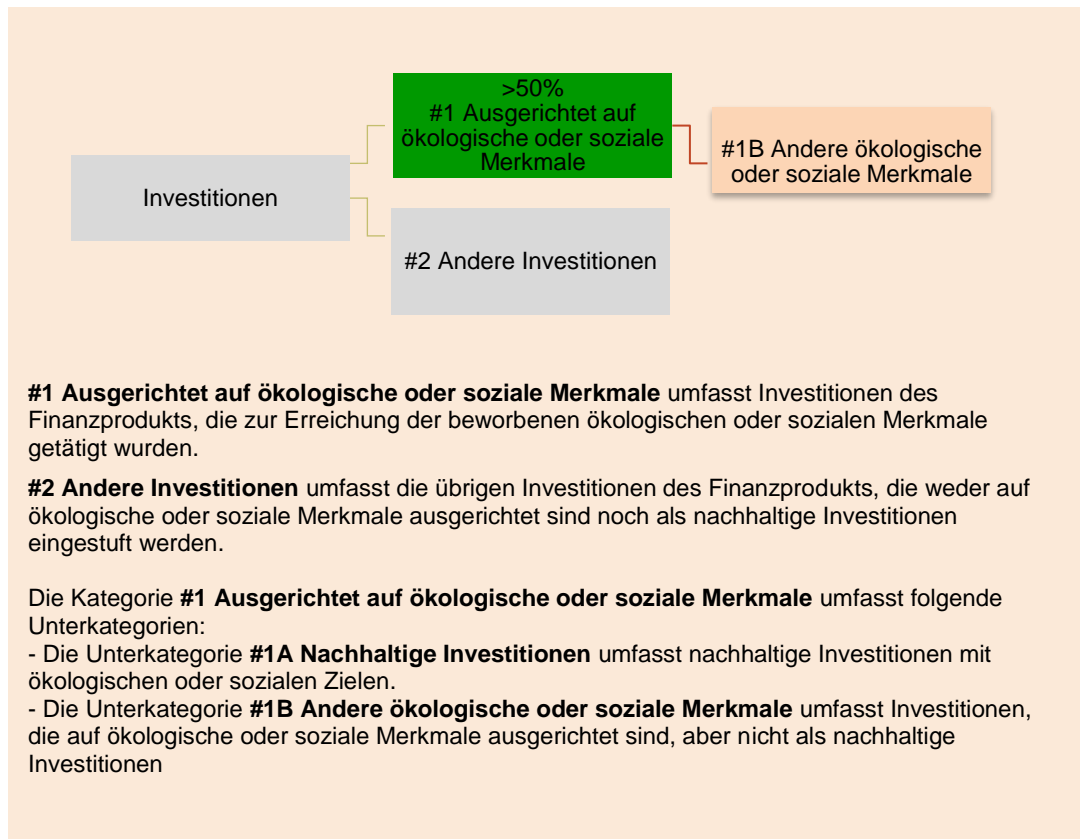 >50%
#1 Ausgerichtet auf
ökologische oder soziale
Merkmale
#1B Andere ökologische
oder soziale Merkmale
Investitionen
#2 Andere Investitionen
#1 Ausgerichtet auf ökologische oder soziale Merkmale umfasst Investitionen des
Finanzprodukts, die zur Erreichung der beworbenen ökologischen oder sozialen Merkmale
getätigt wurden.
#2 Andere Investitionen umfasst die übrigen Investitionen des Finanzprodukts, die weder auf
ökologische oder soziale Merkmale ausgerichtet sind noch als nachhaltige Investitionen
eingestuft werden.
Die Kategorie #1 Ausgerichtet auf ökologische oder soziale Merkmale umfasst folgende
Unterkategorien:
- Die Unterkategorie #1A Nachhaltige Investitionen umfasst nachhaltige Investitionen mit
ökologischen oder sozialen Zielen.
- Die Unterkategorie #1B Andere ökologische oder soziale Merkmale umfasst Investitionen,
die auf ökologische oder soziale Merkmale ausgerichtet sind, aber nicht als nachhaltige
Investitionen